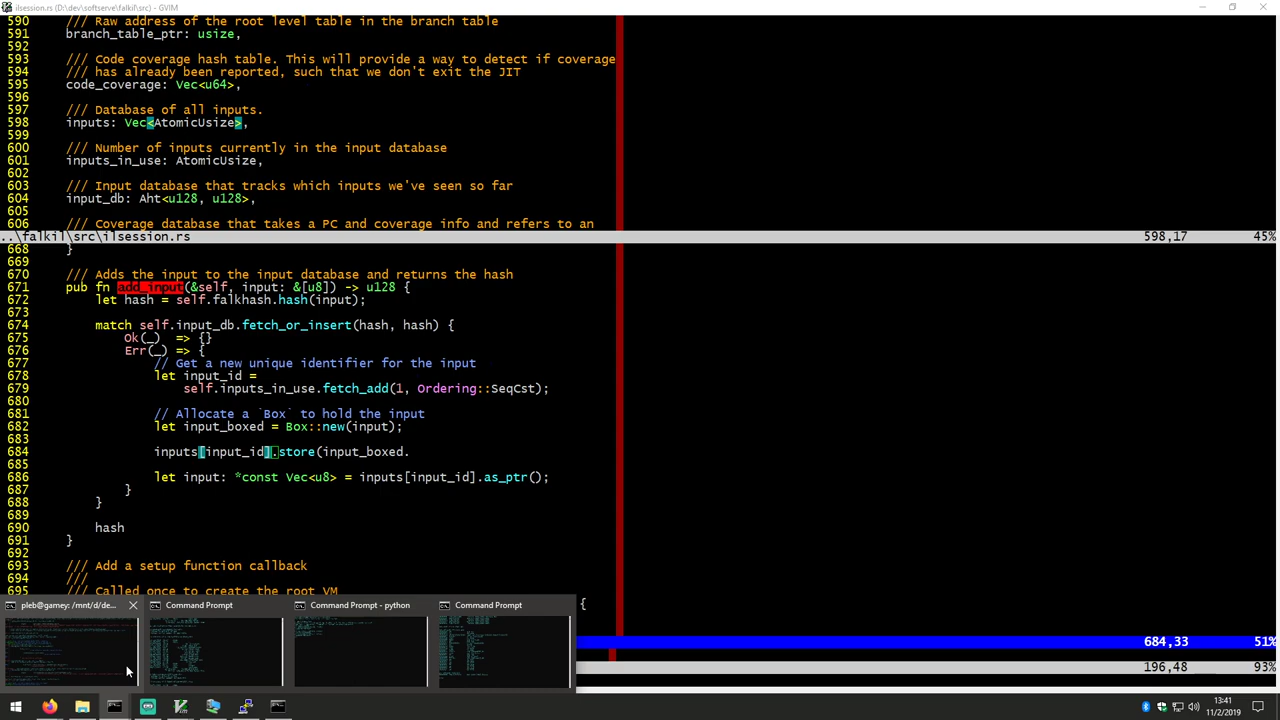 ilsession.rs (D:\dev\softserve\falkil\src) - GVIM
590 /// Raw address of the root level table in the branch table
591 branch_table_ptr: usize,
592
593 /// Code coverage hash table. This will provide a way to detect if coverage
594 /// has already been reported, such that we don't exit the JIT
595 code_coverage: Vec<u64>,
596
597 /// Database of all inputs.
598 inputs: Vec<AtomicUsize>,
599
600 /// Number of inputs currently in the input database
601 inputs_in_use: AtomicUsize,
602
603 /// Input database that tracks which inputs we've seen so far
604 input_db: Aht<u128, u128>,
605
606 /// Coverage database that takes a PC and coverage info and refers to an
..\falkil\src\ilsession.rs 598,17 45%
668 }
669
670 /// Adds the input to the input database and returns the hash
671 pub fn add_input(&self, input: &[u8]) -> u128 {
672 let hash = self.falkhash.hash(input);
673
674 match self.input_db.fetch_or_insert(hash, hash) {
675 Ok(_) => {}
676 Err(_) => {
677 // Get a new unique identifier for the input
678 let input_id =
679 self.inputs_in_use.fetch_add(1, Ordering::SeqCst);
680
681 // Allocate a `Box` to hold the input
682 let input_boxed = Box::new(input);
683
684 inputs[input_id].store(input_boxed.
685
686 let input: *const Vec<u8> = inputs[input_id].as_ptr();
687 }
688 }
689
690 hash
691 }
692
693 /// Add a setup function callback
694 ///
695 /// Called once to create the root VM
{
pleb@gamey: /mnt/d/de...
Command Prompt
Command Prompt - python
Command Prompt
684,33 51%
196,48 93%
13:41
11/2/2019